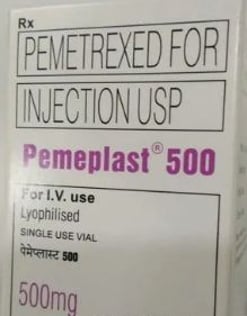 Rx
PEMETREXED FOR
INJECTION USP
Pemeplast® 500
For I.V. use
Lyophilised
SINGLE USE VIAL
पेमेप्लास्ट 500
500mg